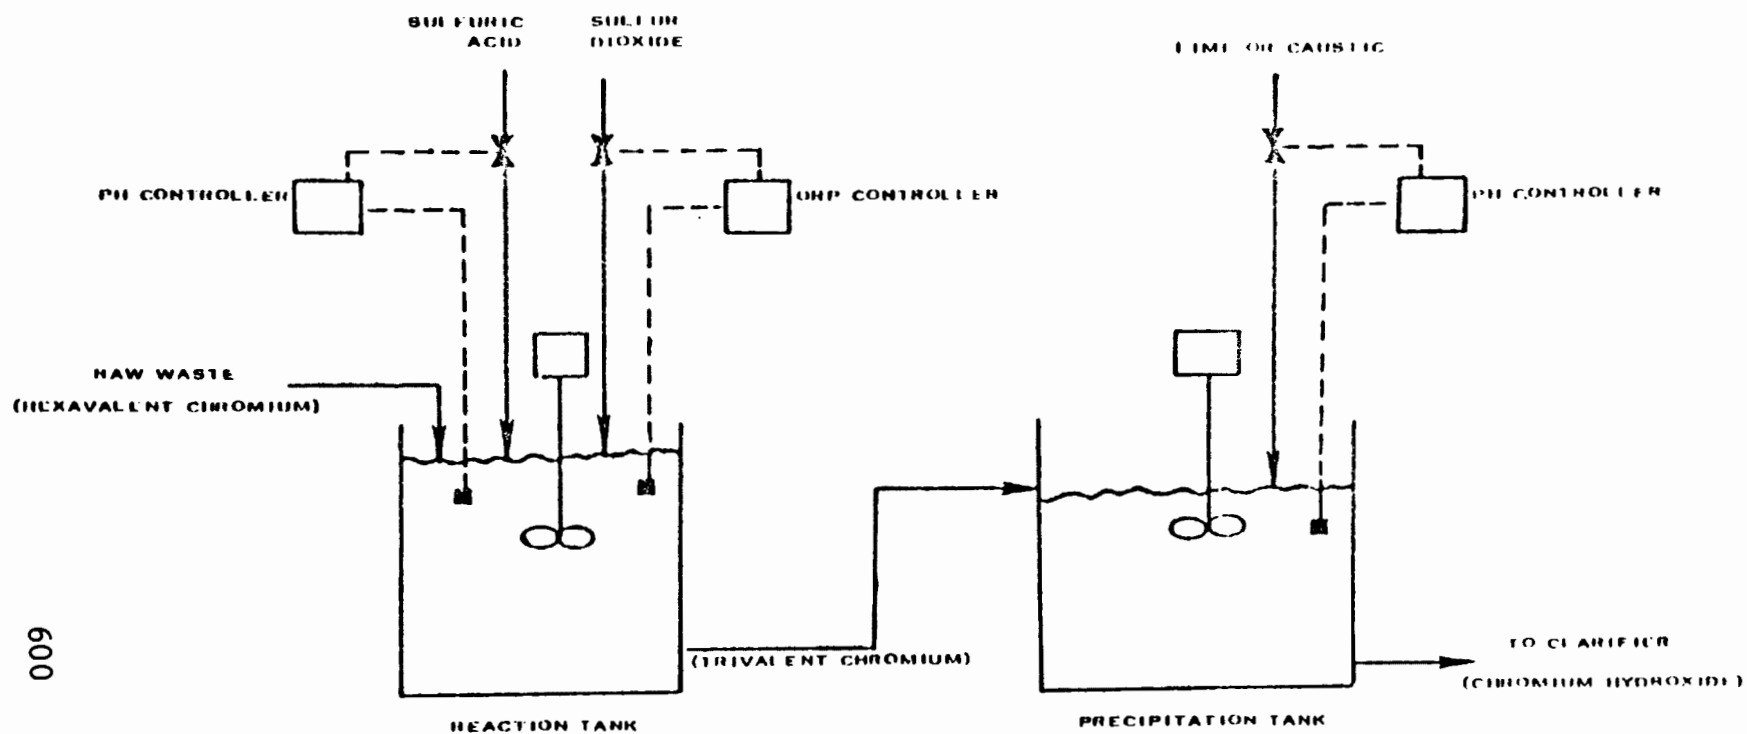 SULFURIC
ACID
SULFUR
DIOXIDE
LIME OR CAUSTIC
PH CONTROLLER
ORP CONTROLLER
PH CONTROLLER
RAW WASTE
(HEXAVALENT CHROMIUM)
(TRIVALENT CHROMIUM)
TO CLARIFIER
(CHROMIUM HYDROXIDE)
REACTION TANK
PRECIPITATION TANK
600